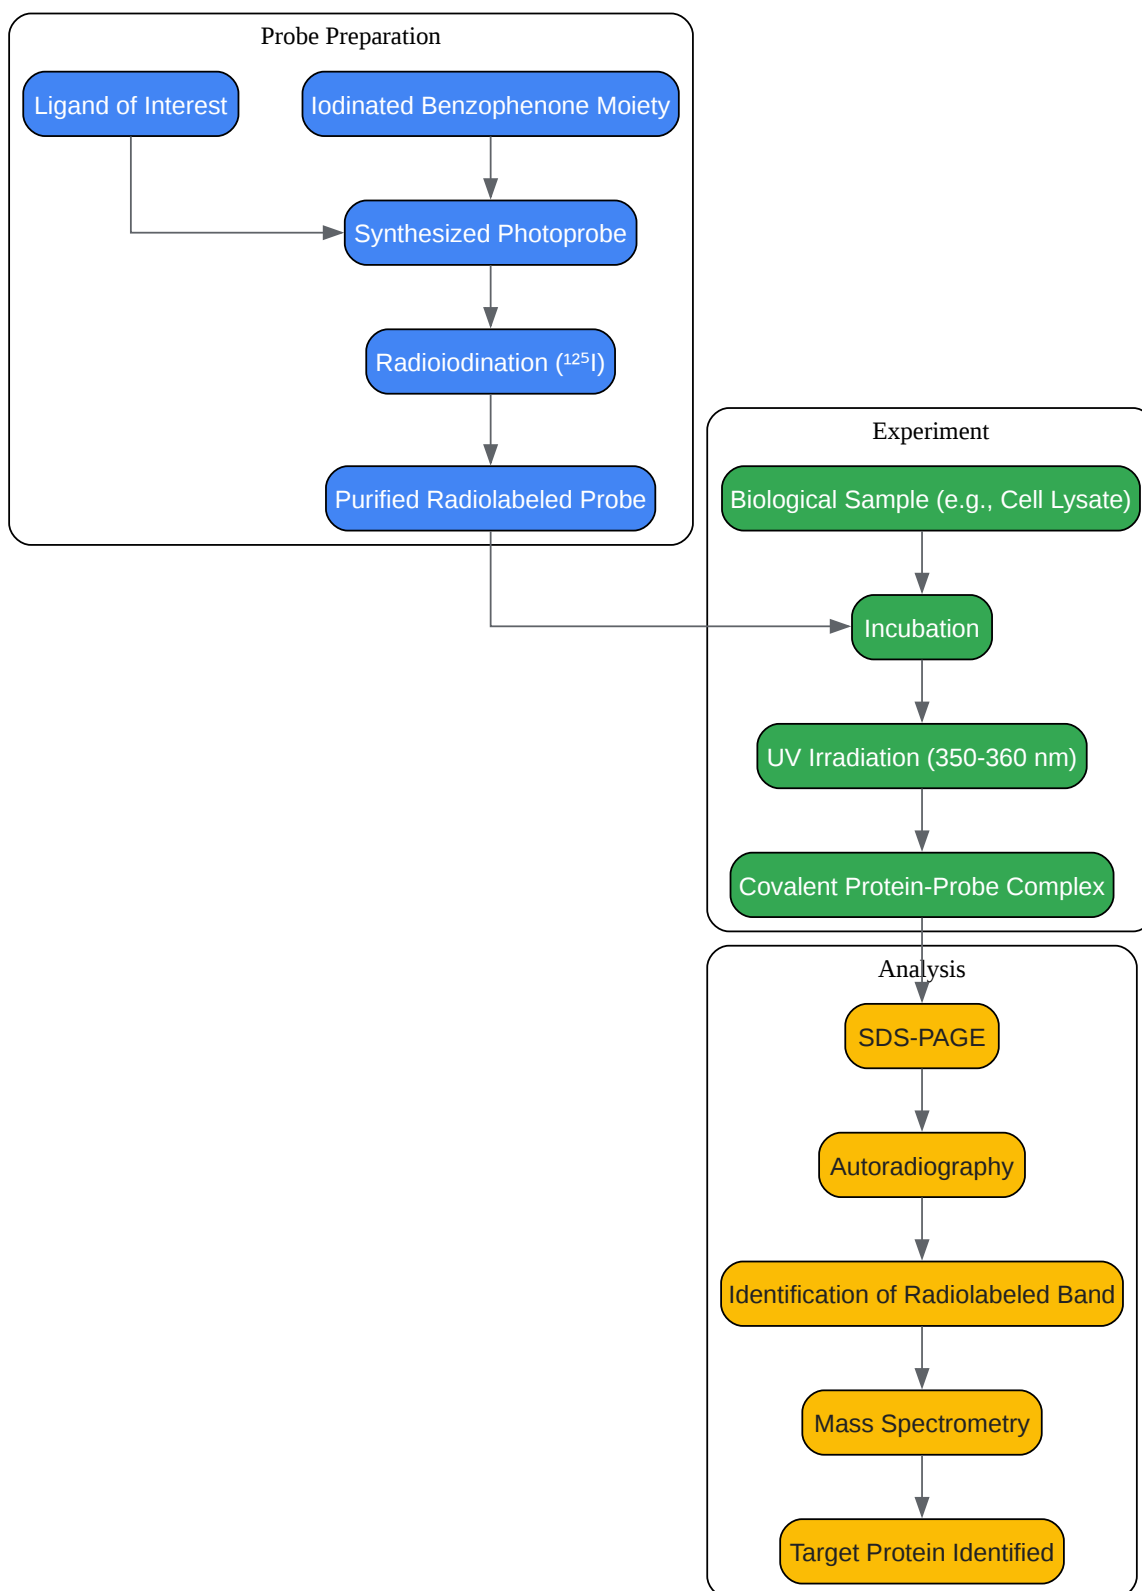 Probe Preparation
Ligand of Interest
Iodinated Benzophenone Moiety
Synthesized Photoprobe
Radioiodination (¹²⁵I)
Purified Radiolabeled Probe
Experiment
Biological Sample (e.g., Cell Lysate)
Incubation
UV Irradiation (350-360 nm)
Covalent Protein-Probe Complex
Analysis
SDS-PAGE
Autoradiography
Identification of Radiolabeled Band
Mass Spectrometry
Target Protein Identified